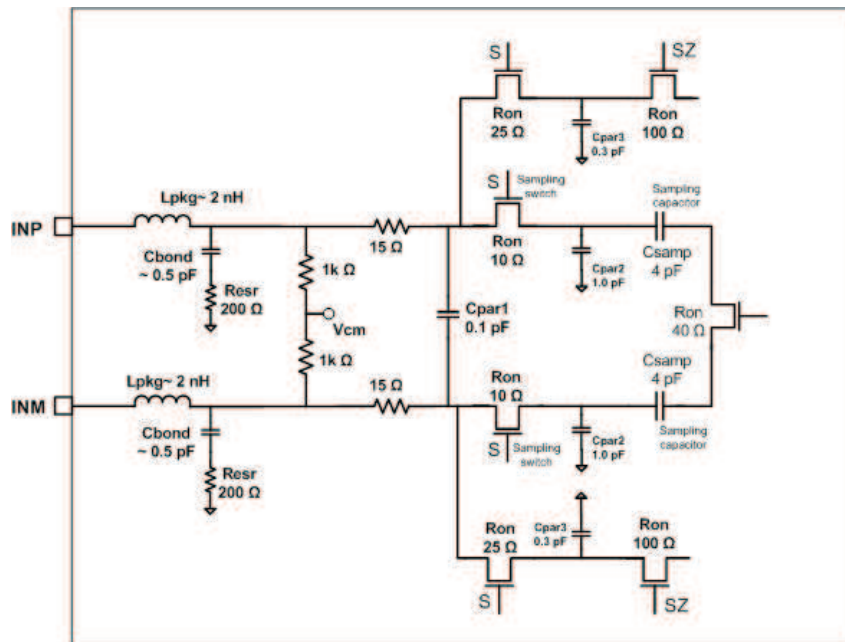 S
SZ
Ron
25 Ω
Cpar3
0.3 pF
Ron
100 Ω
S
Sampling
switch
Sampling
capacitor
INP
Lpkg~ 2 nH
15 Ω
Ron
10 Ω
Cpar2
1.0 pF
Csamp
4 pF
Cbond
~ 0.5 pF
Resr
200 Ω
1k Ω
Vcm
1k Ω
Cpar1
0.1 pF
Ron
40 Ω
Csamp
4 pF
INM
Lpkg~ 2 nH
15 Ω
Ron
10 Ω
Cbond
~ 0.5 pF
Resr
200 Ω
S
Sampling
switch
Cpar2
1.0 pF
Sampling
capacitor
Ron
25 Ω
Cpar3
0.3 pF
Ron
100 Ω
S
SZ